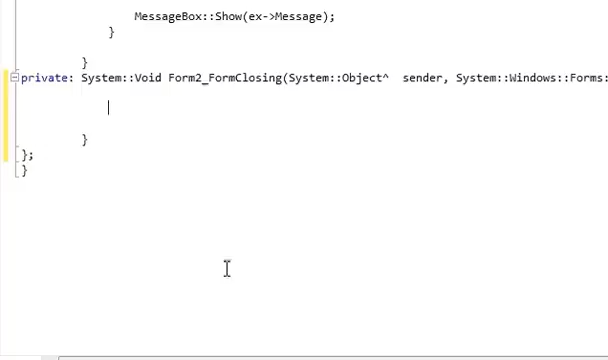 MessageBox::Show(ex->Message);
}
}
private: System::Void Form2_FormClosing(System::Object^  sender, System::Windows::Forms:
}
};
}